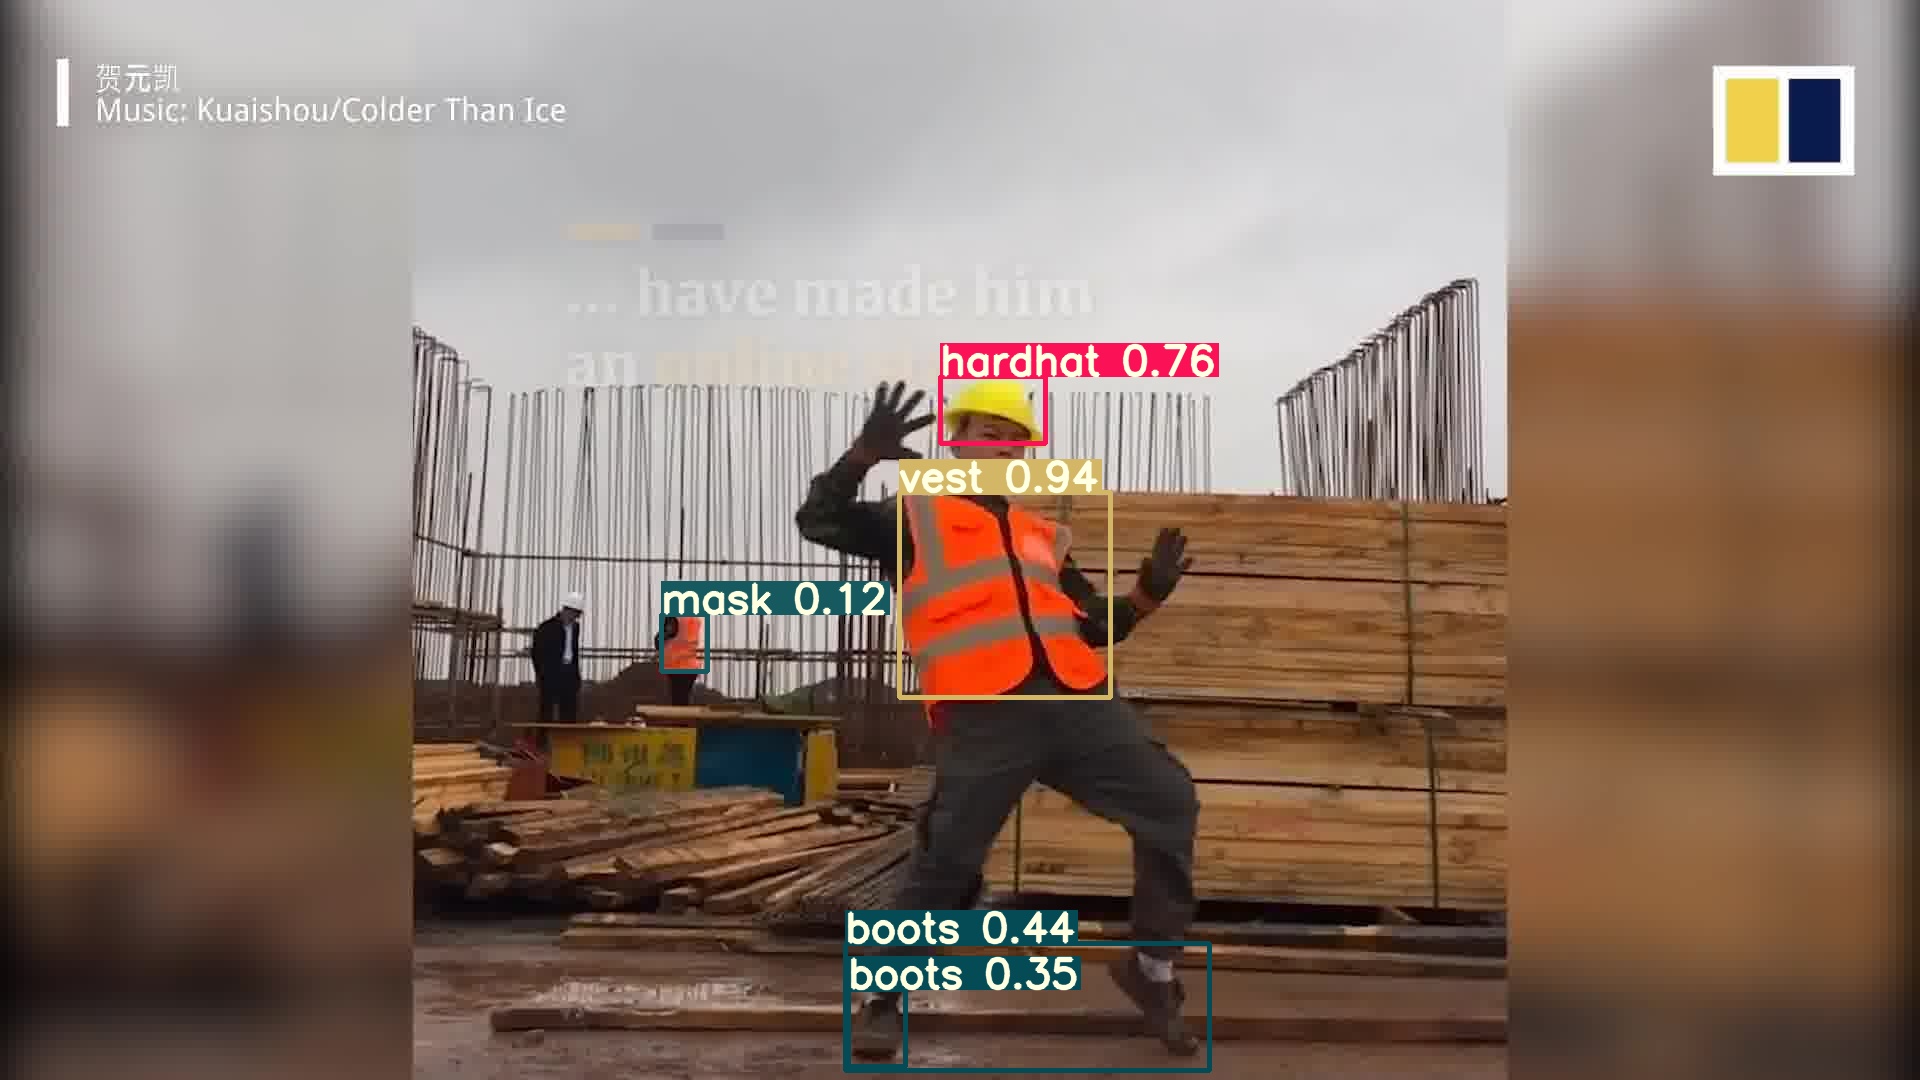 贺元凯
Music: Kuaishou/Colder Than Ice
... have made him
an online
hardhat 0.76
vest 0.94
mask 0.12
boots 0.44
boots 0.35